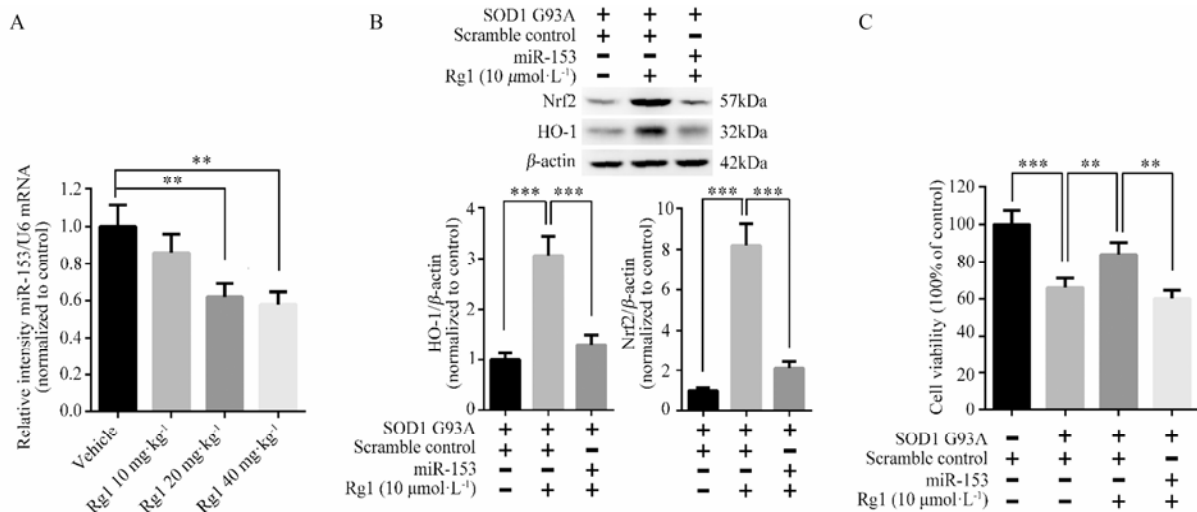 A
Relative intensity miR-153/U6 mRNA
(normalized to control)
1.2
1.0
0.8
0.6
0.4
0.2
0.0
**
**
Vehicle
Rg1 10 mg·kg-1
Rg1 20 mg·kg-1
Rg1 40 mg·kg-1
B
SOD1 G93A + + +
Scramble control + + -
miR-153 - - +
Rg1 (10 μmol·L-1) - + +
Nrf2 57kDa
HO-1 32kDa
β-actin 42kDa
HO-1/β-actin
(normalized to control)
4
3
2
1
0
*** ***
SOD1 G93A + + +
Scramble control + + -
miR-153 - - +
Rg1 (10 μmol·L-1) - + +
Nrf2/β-actin
(normalized to control)
10
8
6
4
2
0
*** ***
+ + +
+ + -
- - +
- + +
C
Cell viability (100% of control)
120
100
80
60
40
20
0
*** ** **
SOD1 G93A - + + +
Scramble control + + + -
miR-153 - - - +
Rg1 (10 μmol·L-1) - - + +